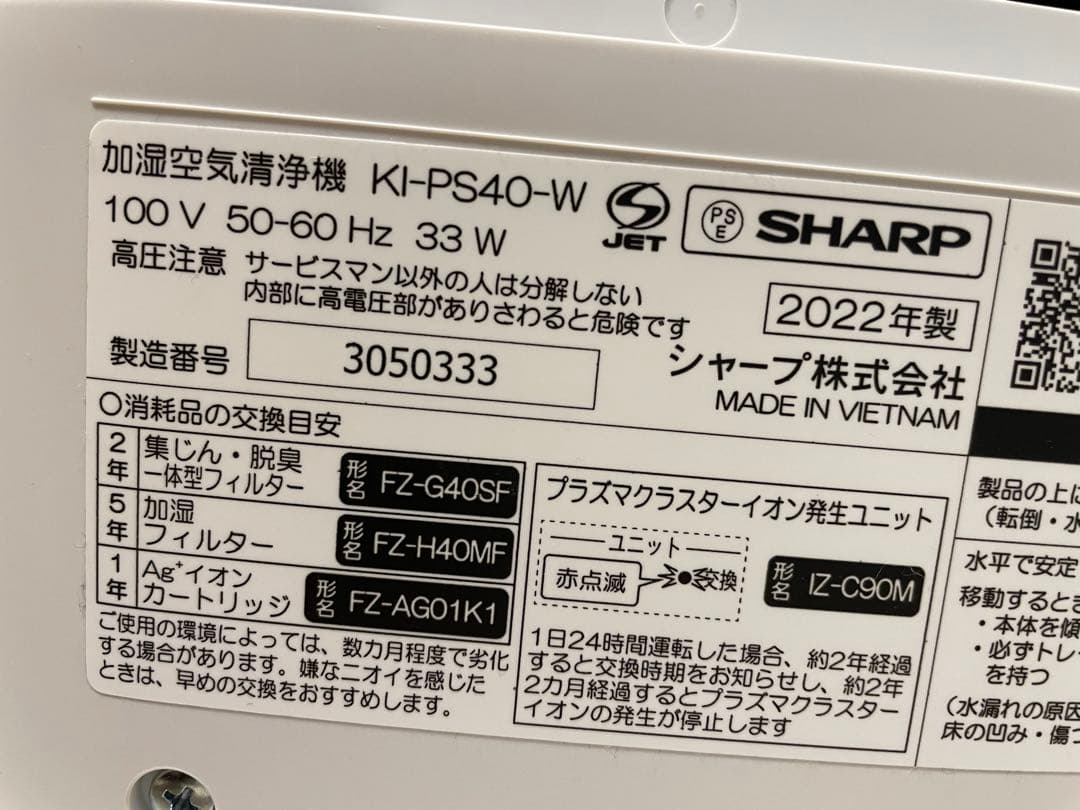 加湿空気清浄機 KI-PS40-W
JET
PSE SHARP
100V 50-60Hz 33W
高圧注意 サービスマン以外の人は分解しない
内部に高電圧部がありさわると危険です
2022年製
製造番号 3050333
シャープ株式会社
MADE IN VIETNAM
○消耗品の交換目安
2年 集じん・脱臭
一体型フィルター 形名 FZ-G40SF
5年 加湿
フィルター 形名 FZ-H40MF
1年 Ag+イオン
カートリッジ 形名 FZ-AG01K1
ご使用の環境によっては、数カ月程度で劣化
する場合があります。嫌なニオイを感じた
ときは、早めの交換をおすすめします。
プラズマクラスターイオン発生ユニット
ユニット
赤点滅 交換
形名 IZ-C90M
1日24時間運転した場合、約2年経過
すると交換時期をお知らせし、約2年
2カ月経過するとプラズマクラスター
イオンの発生が停止します
製品の上に
(転倒・水
水平で安定
移動するとき
・本体を傾
・必ずトレー
を持つ
(水漏れの原因
床の凹み・傷つ